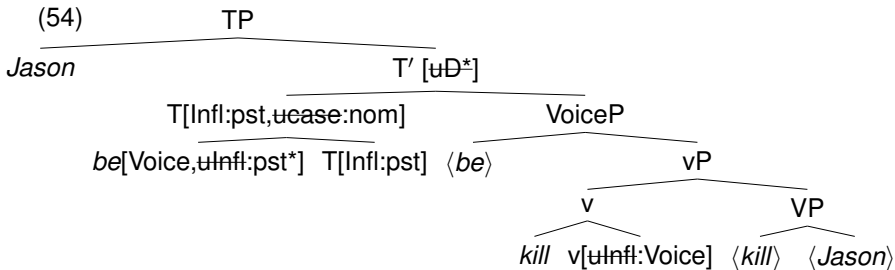 (54) TP
Jason T′ [uD*]
T[Infl:pst,ucase:nom] VoiceP
be[Voice,uInfl:pst*] T[Infl:pst] ⟨be⟩ vP
v VP
kill v[uInfl:Voice] ⟨kill⟩ ⟨Jason⟩